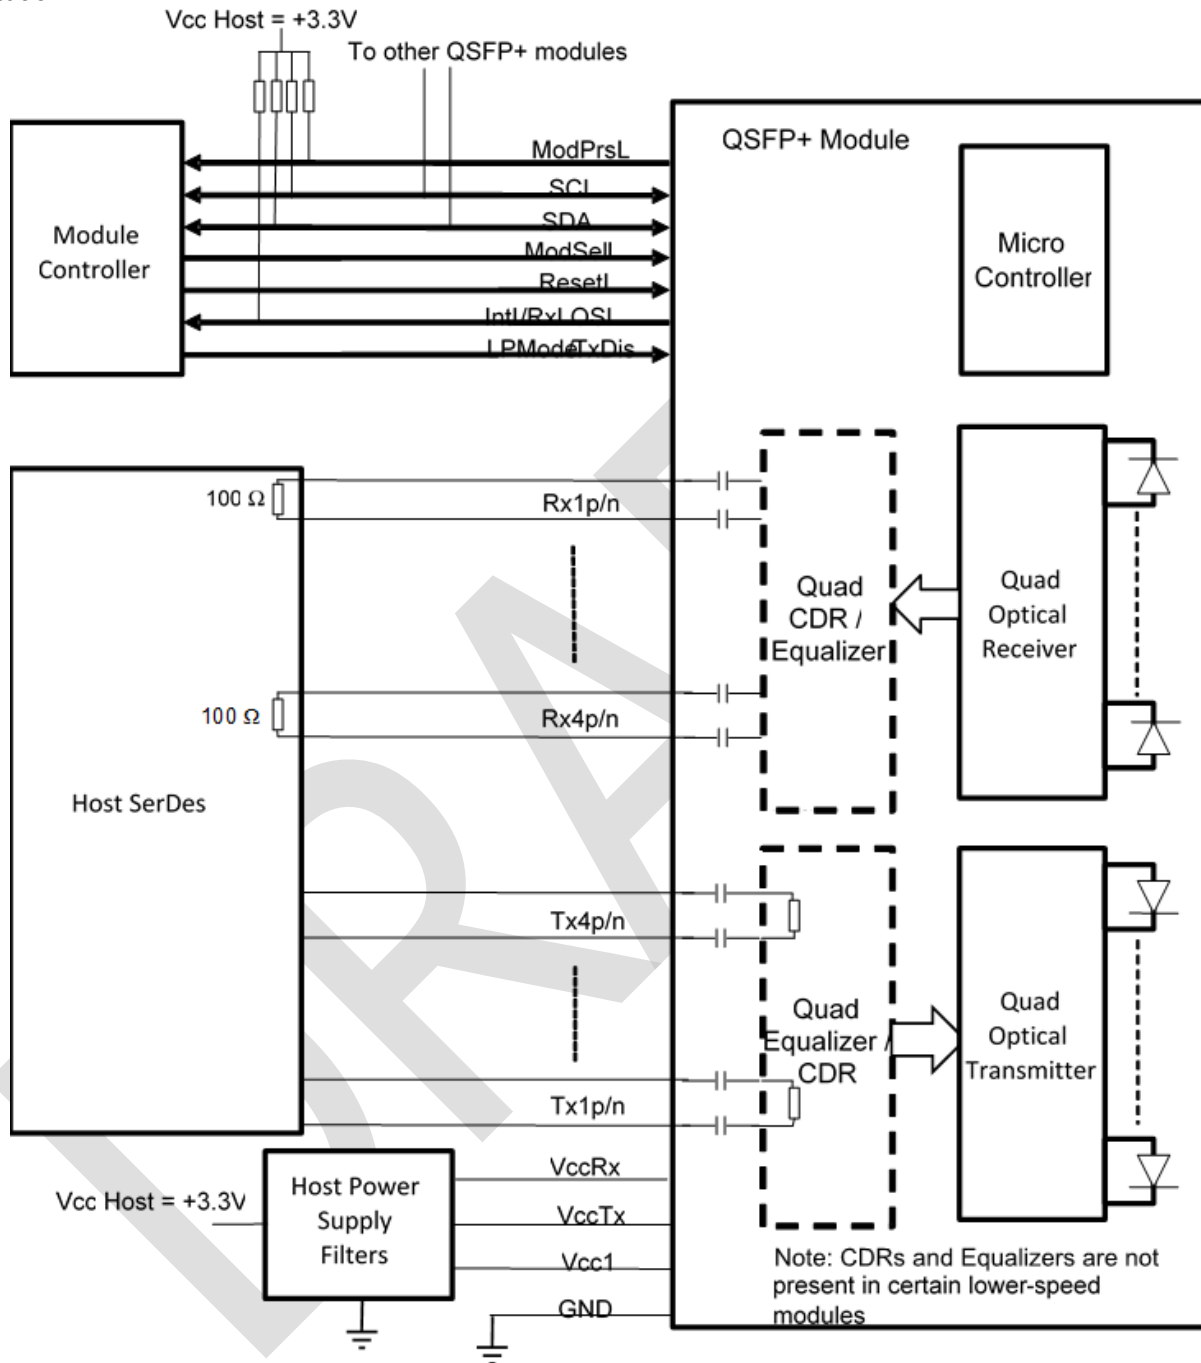 Vcc Host = +3.3V
To other QSFP+ modules
QSFP+ Module
ModPrsL
SCL
SDA
ModSelL
ResetL
IntL/RxLOSL
LPMode/TxDis
Module
Controller
Micro
Controller
100 Ω
Rx1p/n
Quad
CDR /
Equalizer
Quad
Optical
Receiver
100 Ω
Rx4p/n
Host SerDes
Tx4p/n
Quad
Equalizer /
CDR
Quad
Optical
Transmitter
Tx1p/n
Vcc Host = +3.3V
Host Power
Supply
Filters
VccRx
VccTx
Vcc1
GND
Note: CDRs and Equalizers are not
present in certain lower-speed
modules
DRAF